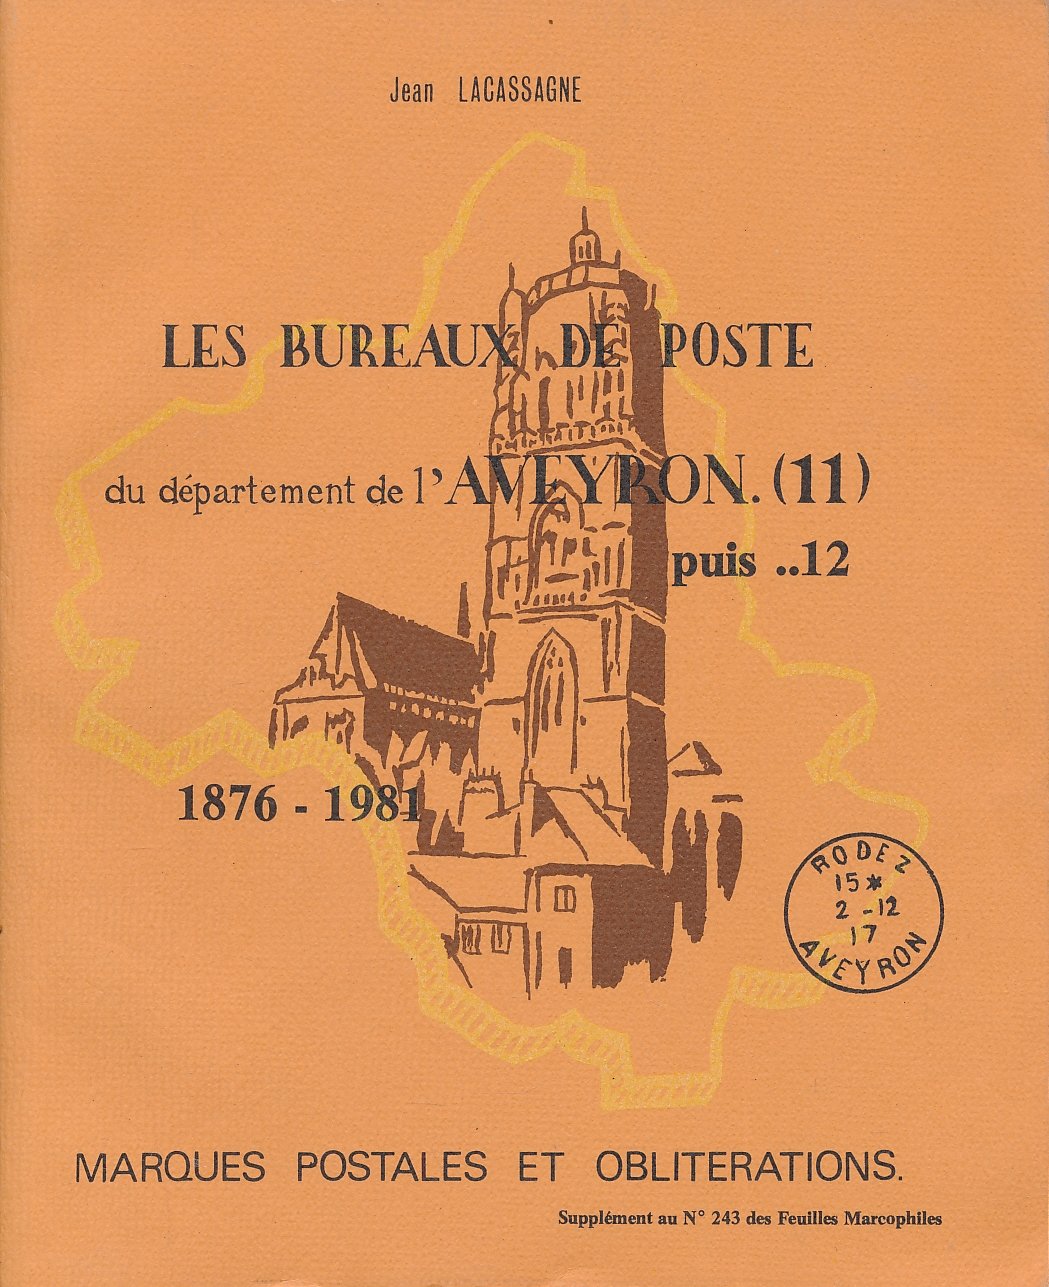 Jean LACASSAGNE
LES BUREAUX DE POSTE
du département de l'AVEYRON. (11)
puis ..12
1876 - 1981
RODEZ
15*
2 -12
17
AVEYRON
MARQUES POSTALES ET OBLITERATIONS.
Supplément au N° 243 des Feuilles Marcophiles